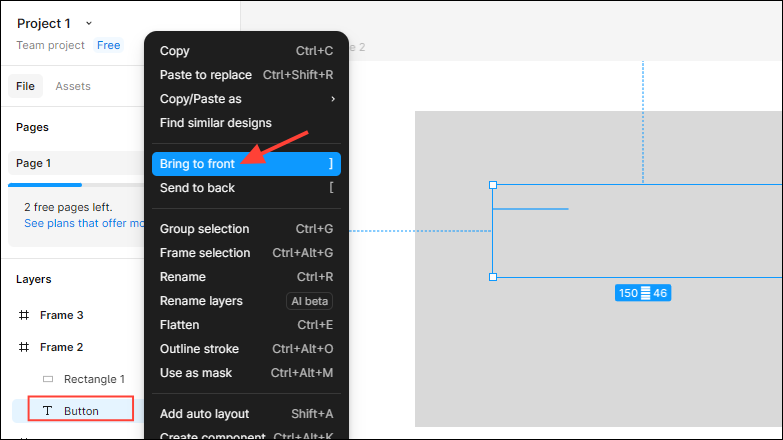 Project 1
Team project Free
File Assets
Pages
Page 1
2 free pages left.
See plans that offer mo
Layers
Frame 3
Frame 2
Rectangle 1
Button
Copy Ctrl+C
Paste to replace Ctrl+Shift+R
Copy/Paste as
Find similar designs
Bring to front ]
Send to back [
Group selection Ctrl+G
Frame selection Ctrl+Alt+G
Rename Ctrl+R
Rename layers AI beta
Flatten Ctrl+E
Outline stroke Ctrl+Alt+O
Use as mask Ctrl+Alt+M
Add auto layout Shift+A
Create component Ctrl+Alt+K
e 2
150 46